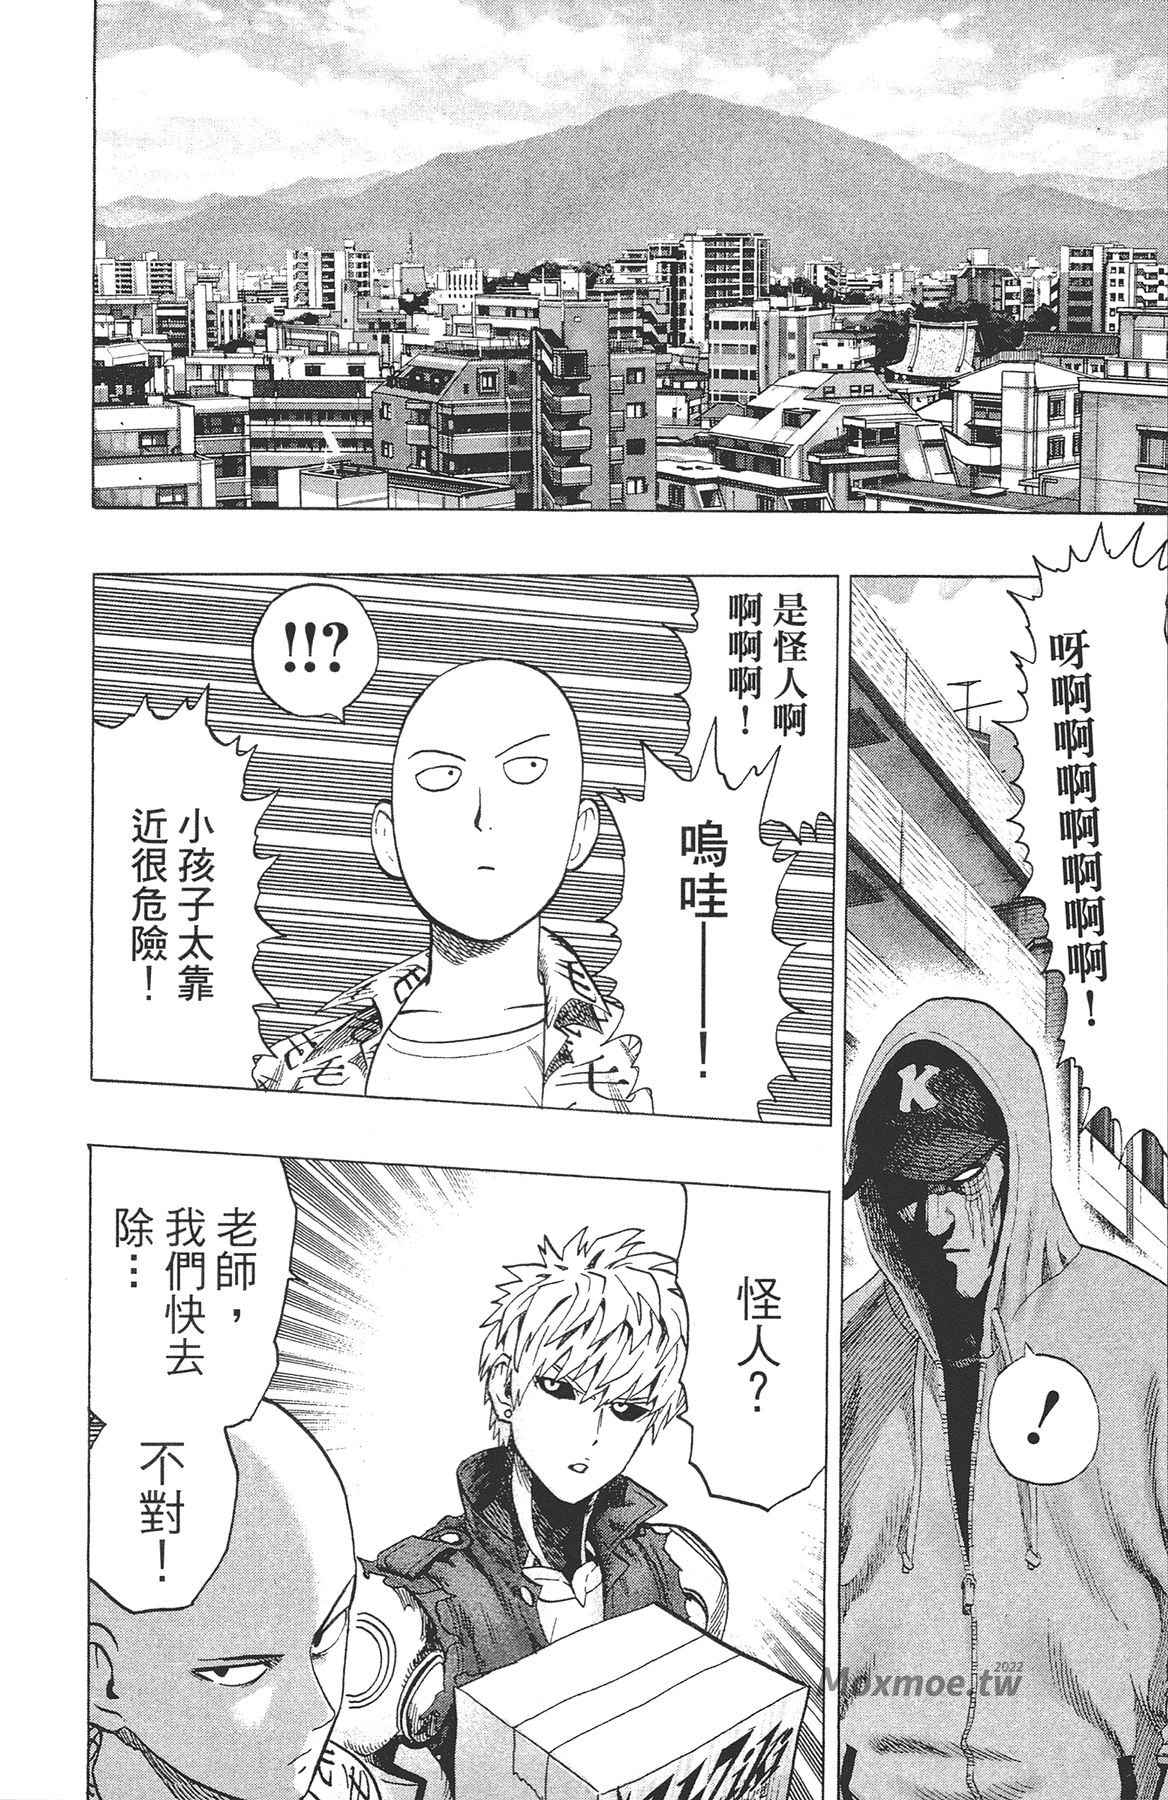 呀啊啊啊啊啊啊啊！
K
！
是怪人啊
啊啊啊！
嗚哇——！
!!?
小孩子太靠
近很危險！
怪人？
老師，
我們快去
除…
不對！
Moxmoe.tw
2022